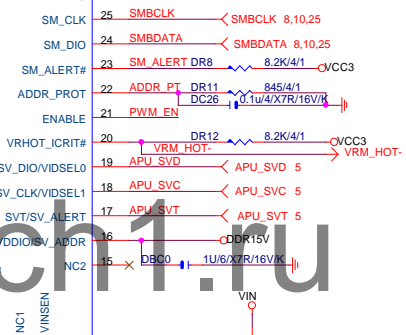 SM_CLK 25 SMBCLK SMBCLK 8,10,25
SM_DIO 24 SMBDATA SMBDATA 8,10,25
SM_ALERT# 23 SM_ALERT DR8 8.2K/4/1 VCC3
ADDR_PROT 22 ADDR_PT DR11 845/4/1
DC26 0.1u/4/X7R/16V/K
ENABLE 21 PWM_EN
VRHOT_ICRIT# 20 DR12 8.2K/4/1 VCC3
VRM_HOT- VRM_HOT-
SV_DIO/VIDSEL0 19 APU_SVD APU_SVD 5
SV_CLK/VIDSEL1 18 APU_SVC APU_SVC 5
SVT/SV_ALERT 17 APU_SVT APU_SVT 5
VDDIO/SV_ADDR 16 DDR15V
NC2 15 DBC0 1U/6/X7R/16V/K
ch1.ru
NC1
VINSEN
VIN